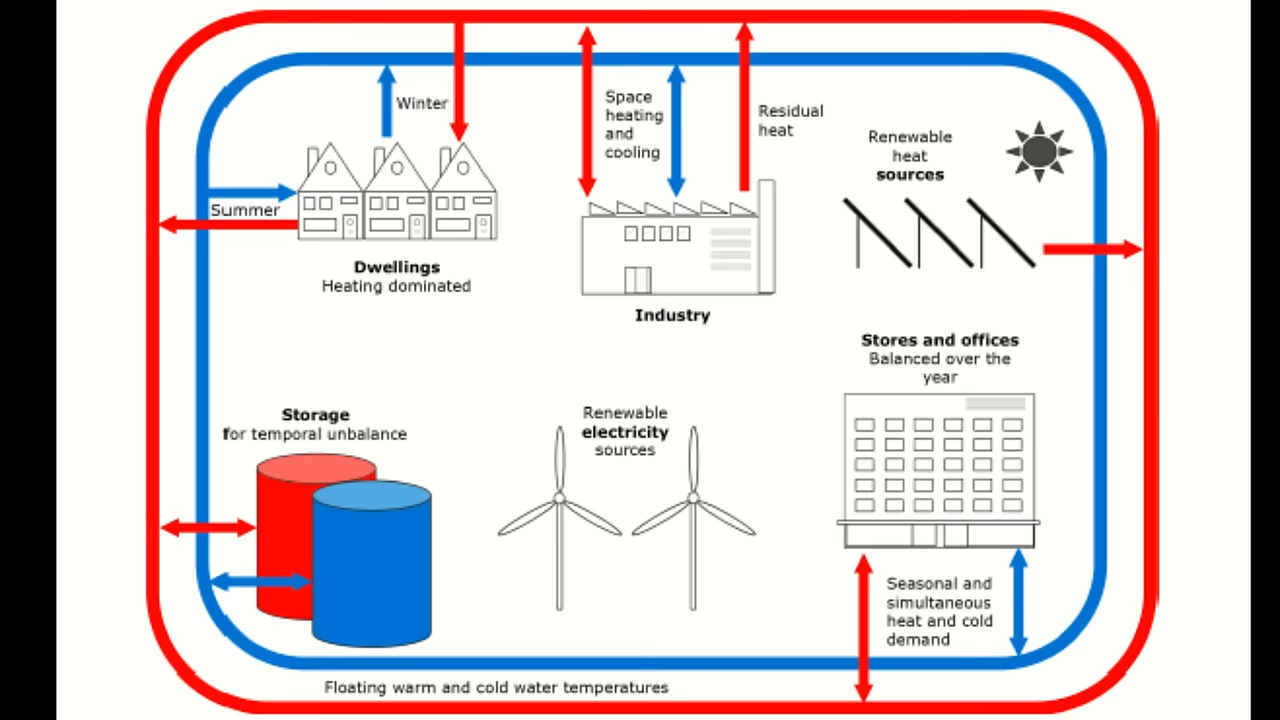 Winter
Summer
Dwellings
Heating dominated
Space
heating
and
cooling
Residual
heat
Industry
Renewable
heat
sources
Stores and offices
Balanced over the
year
Storage
for temporal unbalance
Renewable
electricity
sources
Seasonal and
simultaneous
heat and cold
demand
Floating warm and cold water temperatures